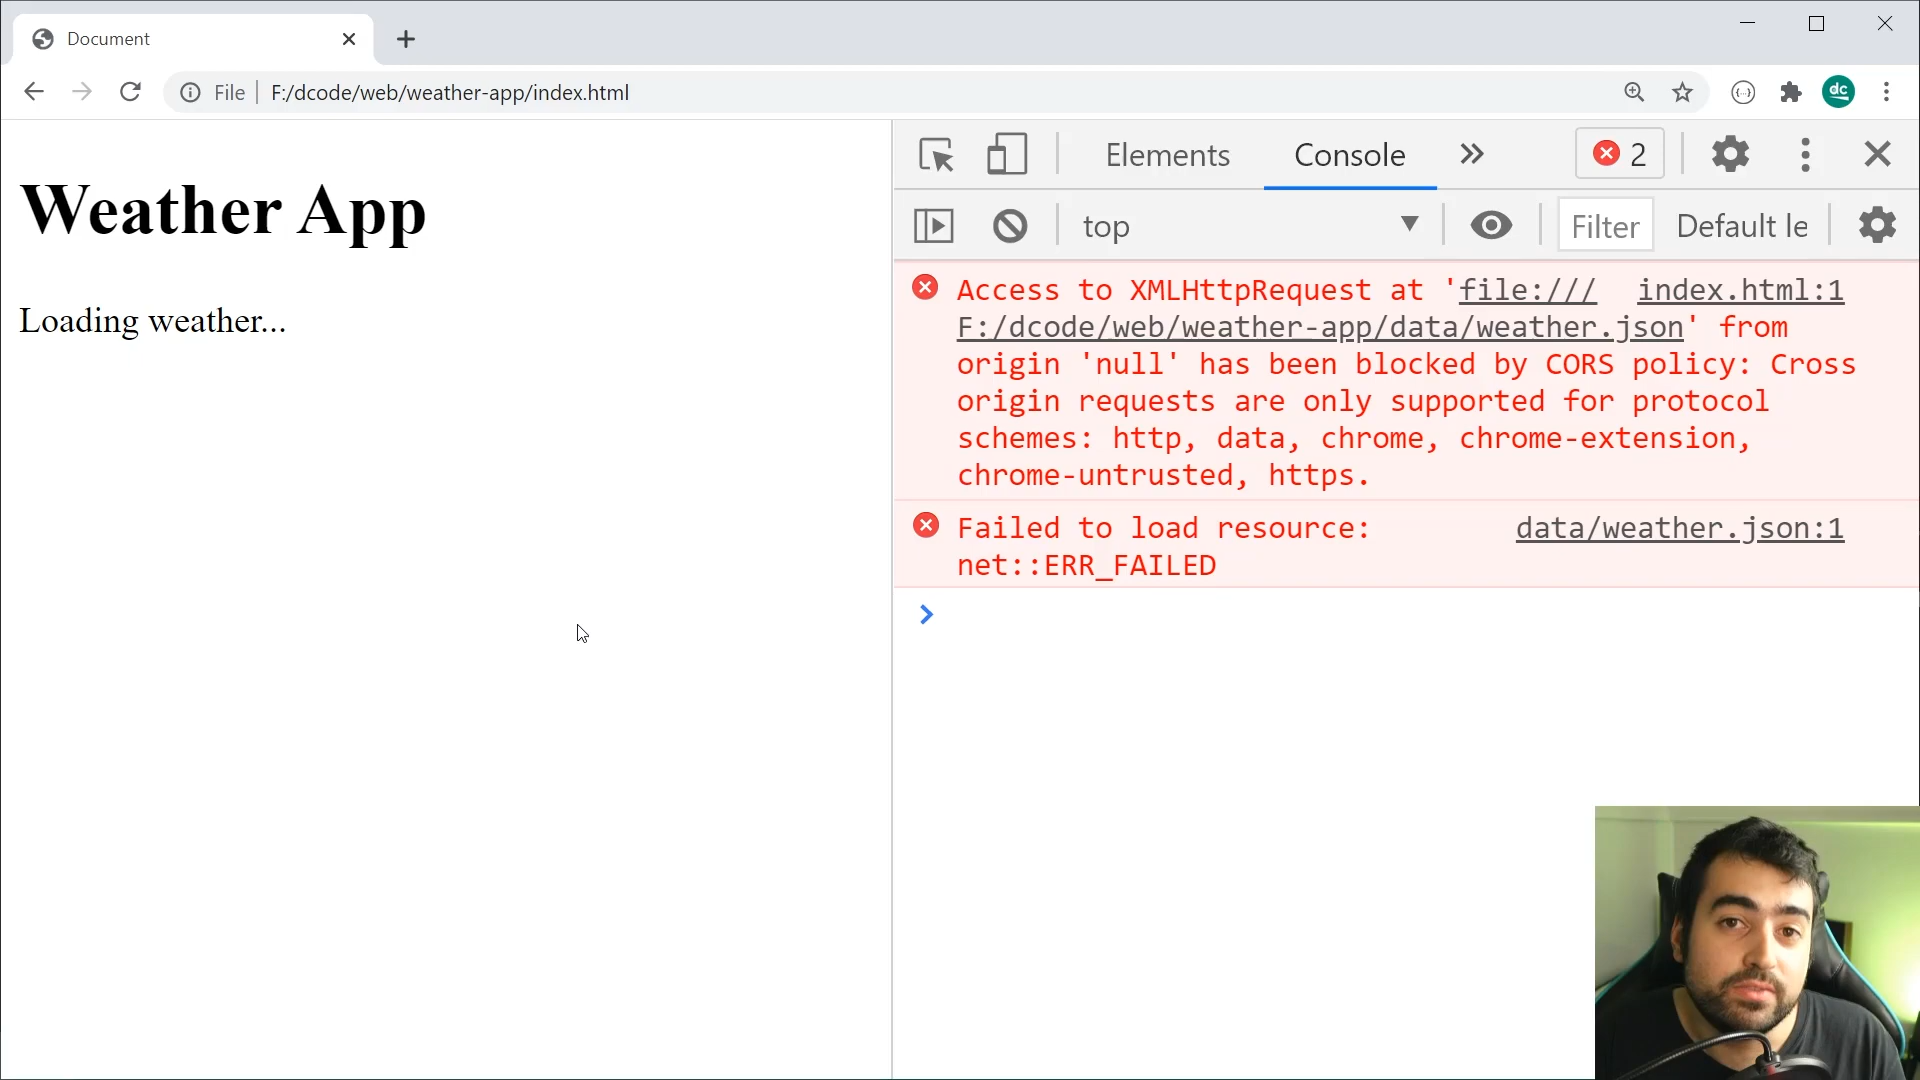 Document
File
F:/dcode/web/weather-app/index.html
dc
Weather App
Loading weather...
Elements
Console
2
top
Filter
Default le
Access to XMLHttpRequest at 'file:/// index.html:1
F:/dcode/web/weather-app/data/weather.json' from
origin 'null' has been blocked by CORS policy: Cross
origin requests are only supported for protocol
schemes: http, data, chrome, chrome-extension,
chrome-untrusted, https.
Failed to load resource: data/weather.json:1
net::ERR_FAILED